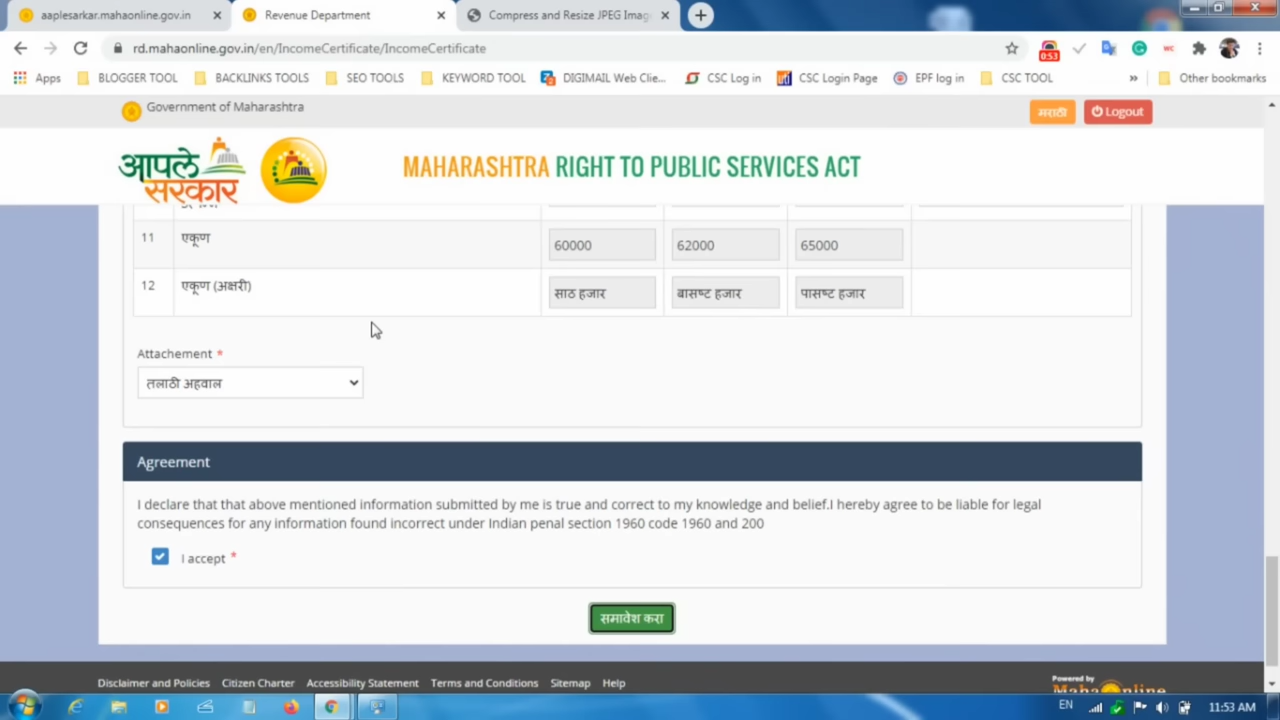 aaplesarkar.mahaonline.gov.in
Revenue Department
Compress and Resize JPEG Imag
rd.mahaonline.gov.in/en/IncomeCertificate/IncomeCertificate
0:53
wc
Apps BLOGGER TOOL BACKLINKS TOOLS SEO TOOLS KEYWORD TOOL DIGIMAIL Web Clie... CSC Log in CSC Login Page EPF log in CSC TOOL » Other bookmarks
Government of Maharashtra
मराठी Logout
आपले सरकार
MAHARASHTRA RIGHT TO PUBLIC SERVICES ACT
11 एकूण 60000 62000 65000
12 एकूण (अक्षरी) साठ हजार बासष्ट हजार पासष्ट हजार
Attachement *
तलाठी अहवाल
Agreement
I declare that that above mentioned information submitted by me is true and correct to my knowledge and belief.I hereby agree to be liable for legal
consequences for any information found incorrect under Indian penal section 1960 code 1960 and 200
I accept *
समावेश करा
Disclaimer and Policies Citizen Charter Accessibility Statement Terms and Conditions Sitemap Help
Powered by
MahaOnline
EN 11:53 AM